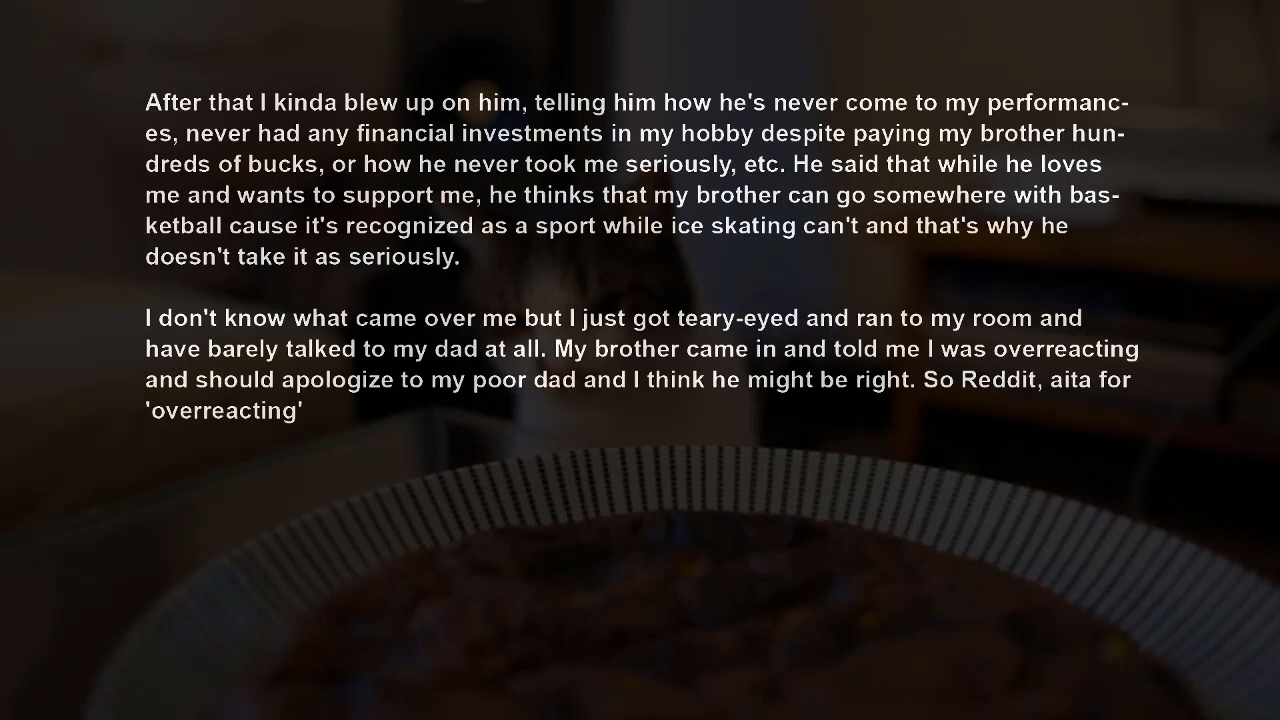 After that I kinda blew up on him, telling him how he's never come to my performanc-
es, never had any financial investments in my hobby despite paying my brother hun-
dreds of bucks, or how he never took me seriously, etc. He said that while he loves
me and wants to support me, he thinks that my brother can go somewhere with bas-
ketball cause it's recognized as a sport while ice skating can't and that's why he
doesn't take it as seriously.
I don't know what came over me but I just got teary-eyed and ran to my room and
have barely talked to my dad at all. My brother came in and told me I was overreacting
and should apologize to my poor dad and I think he might be right. So Reddit, aita for
'overreacting'